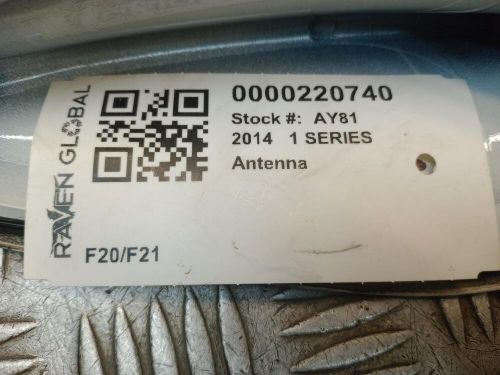 RAVEN GLOBAL
0000220740
Stock #: AY81
2014 1 SERIES
Antenna
F20/F21